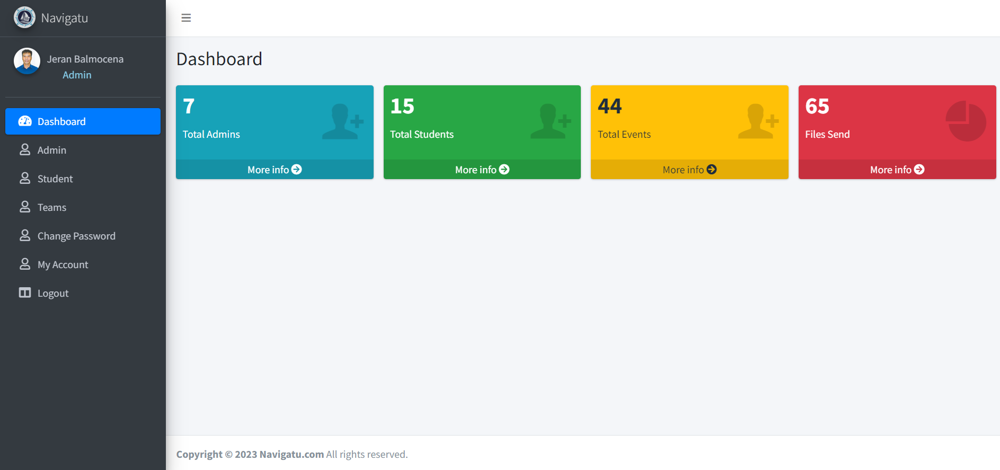 Navigatu
Jeran Balmocena
Admin
Dashboard
Admin
Student
Teams
Change Password
My Account
Logout
Dashboard
7
Total Admins
More info
15
Total Students
More info
44
Total Events
More info
65
Files Send
More info
Copyright © 2023 Navigatu.com All rights reserved.